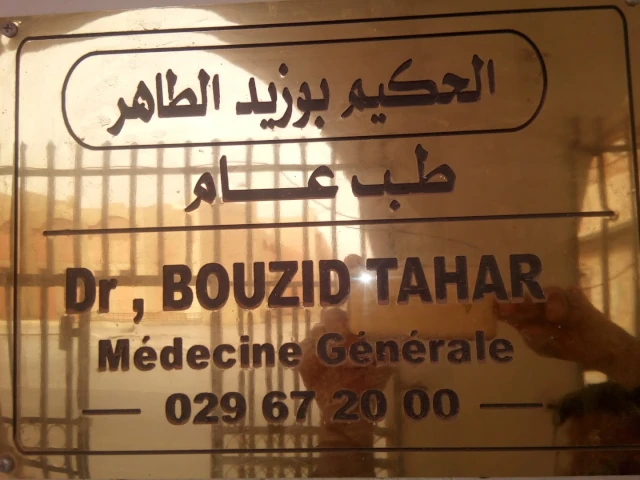 الحكيم بوزيد الطاهر
طب عام
Dr , BOUZID TAHAR
Médecine Générale
029 67 20 00